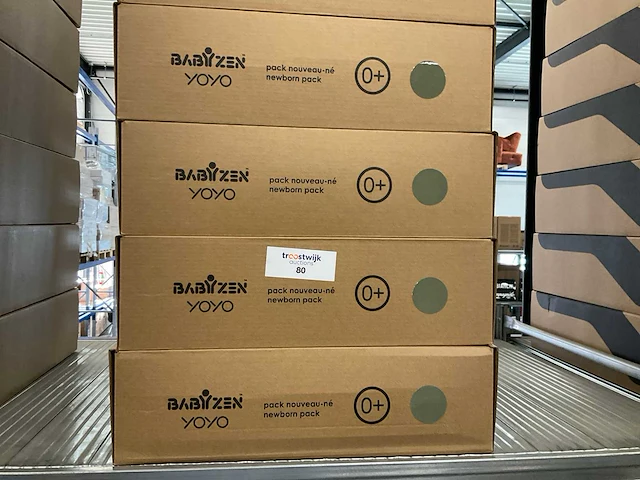 BABYZEN
YOYO
pack nouveau-né
newborn pack
0+
BABYZEN
YOYO
pack nouveau-né
newborn pack
0+
troostwijk
auctions
80
BABYZEN
YOYO
pack nouveau-né
newborn pack
0+
BABYZEN
YOYO
pack nouveau-né
newborn pack
0+